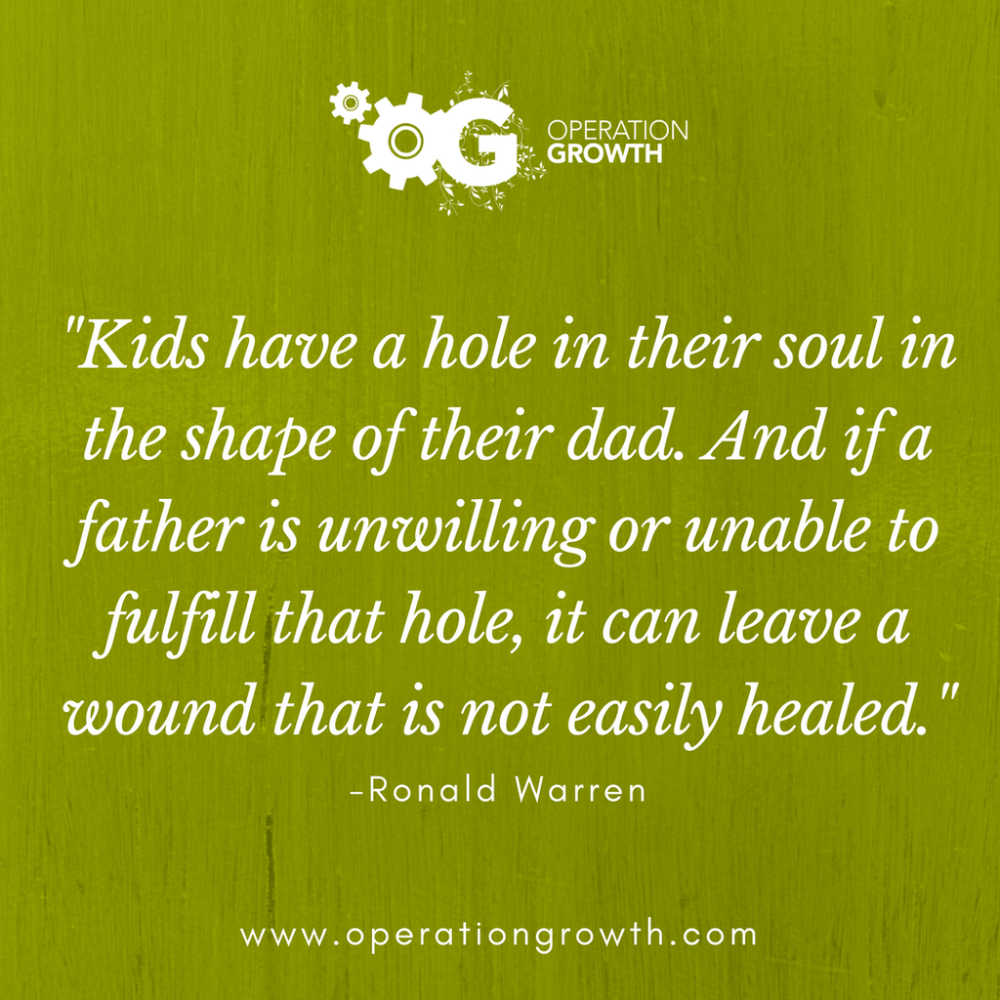 OG OPERATION
GROWTH
"Kids have a hole in their soul in
the shape of their dad. And if a
father is unwilling or unable to
fulfill that hole, it can leave a
wound that is not easily healed."
-Ronald Warren
www.operationgrowth.com